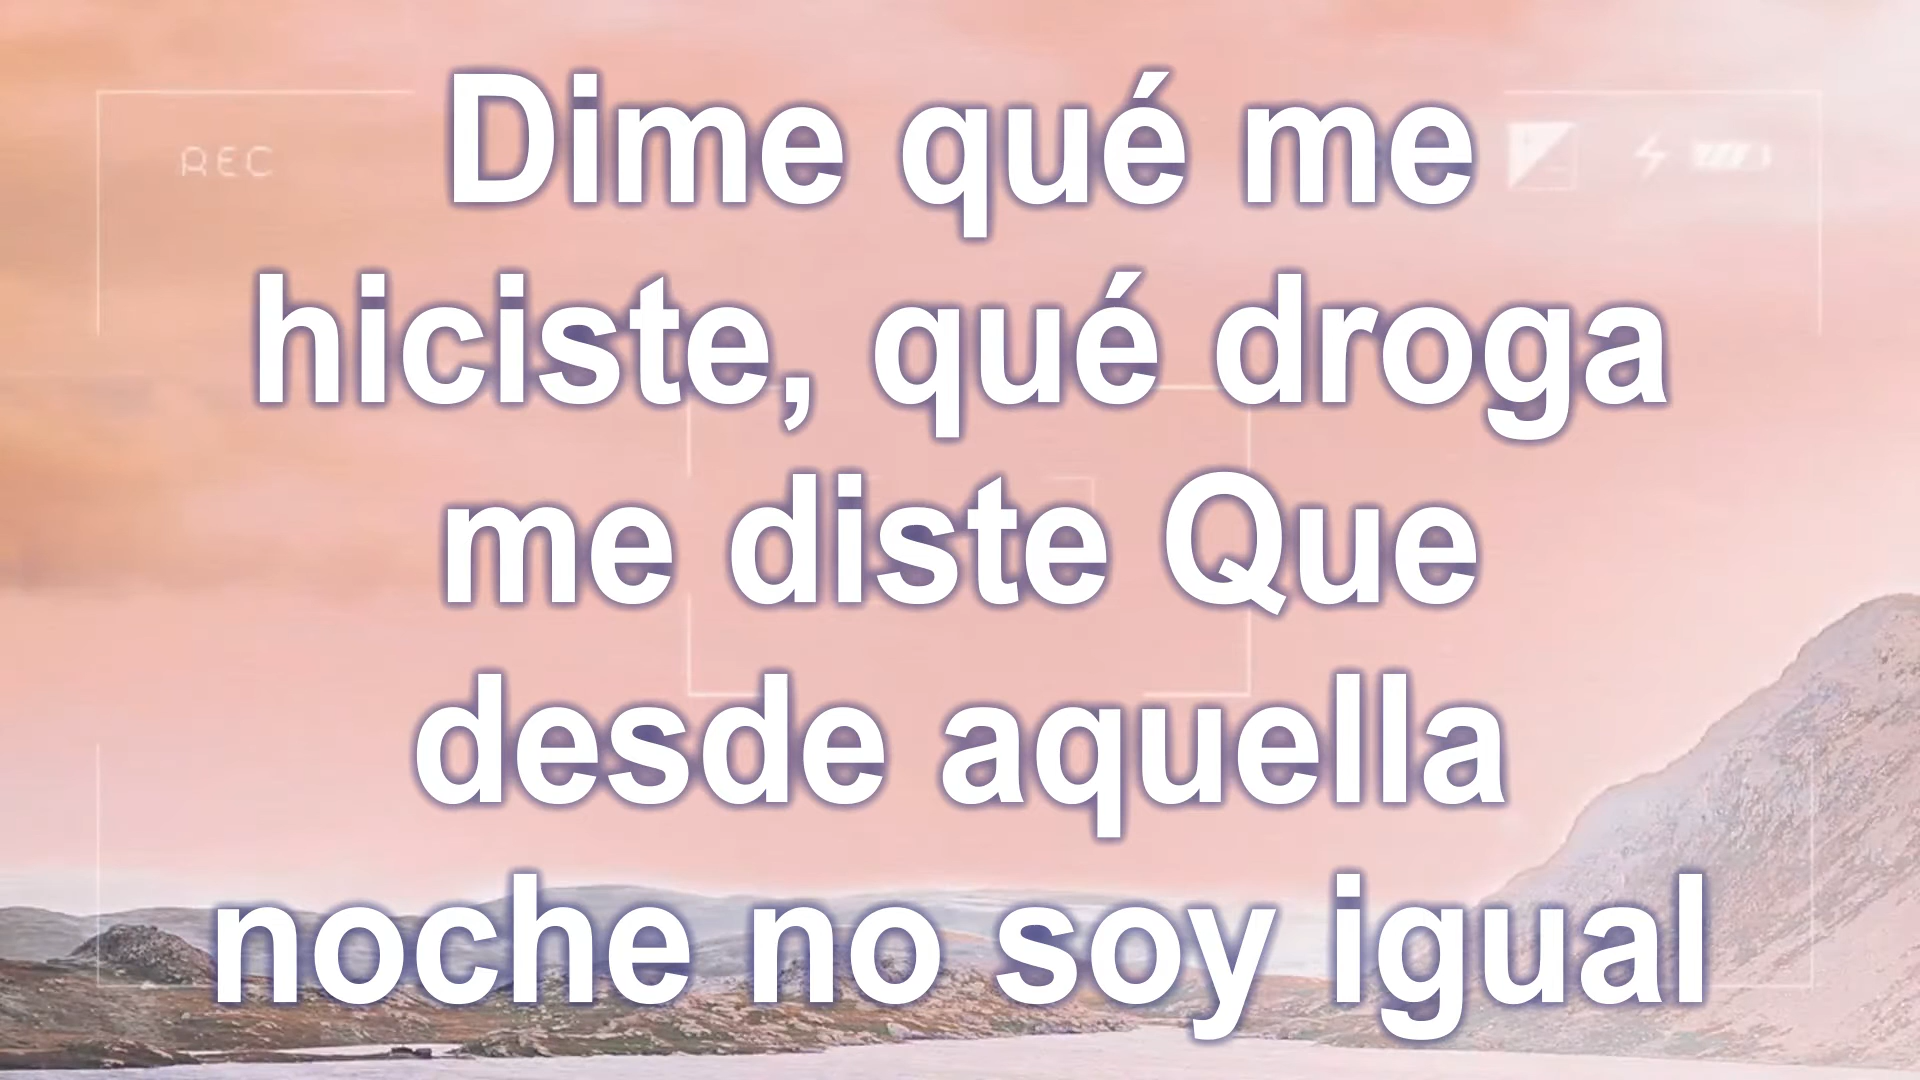 REC
Dime qué me
hiciste, qué droga
me diste Que
desde aquella
noche no soy igual